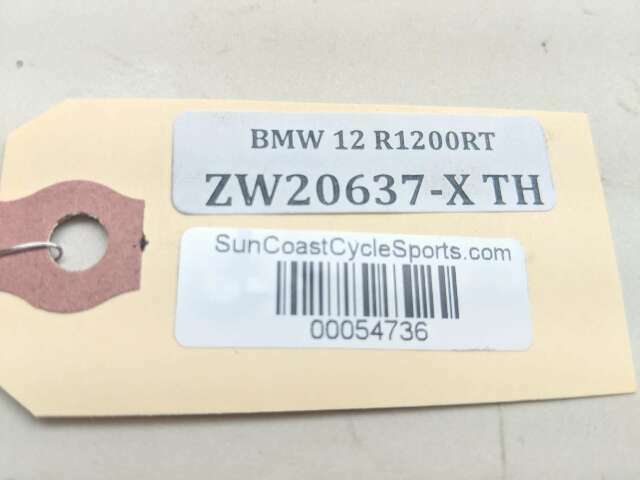 BMW 12 R1200RT
ZW20637-X TH
SunCoastCycleSports.com
00054736